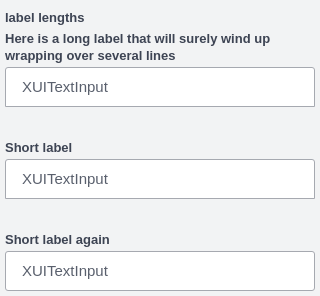 label lengths
Here is a long label that will surely wind up
wrapping over several lines
XUITextInput
Short label
XUITextInput
Short label again
XUITextInput